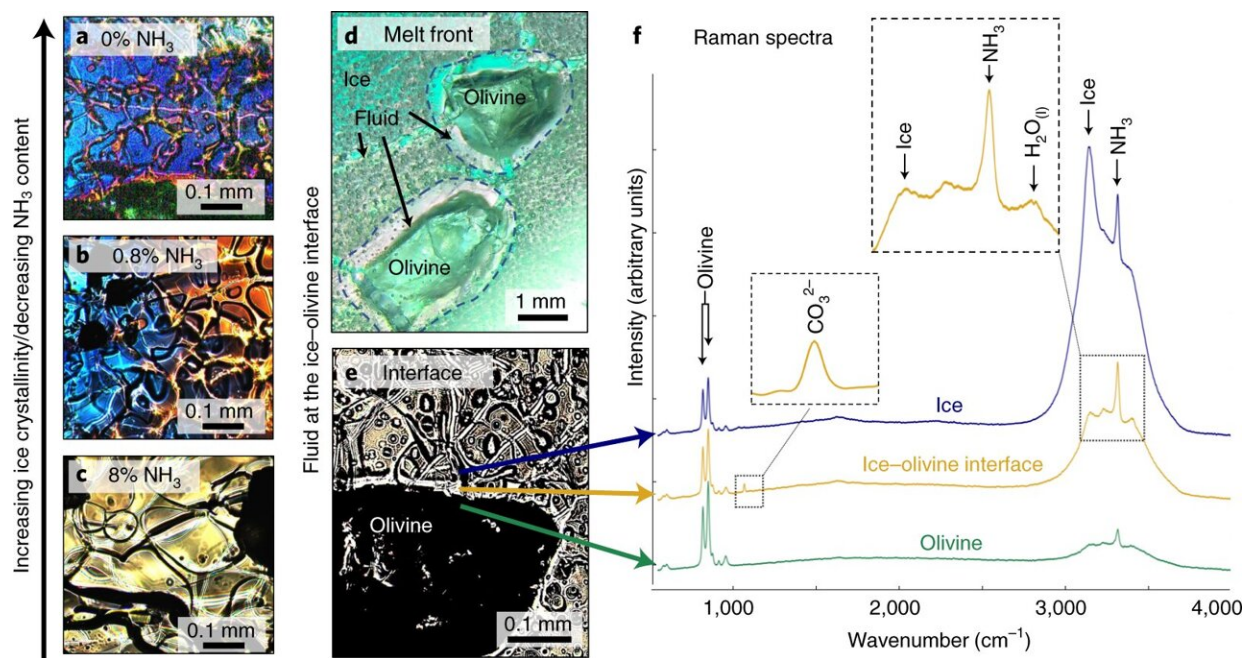 Increasing ice crystallinity/decreasing NH₃ content
a 0% NH₃
0.1 mm
b 0.8% NH₃
0.1 mm
c 8% NH₃
0.1 mm
Fluid at the ice–olivine interface
d Melt front
Ice
Fluid
Olivine
Olivine
1 mm
e Interface
Olivine
0.1 mm
f Raman spectra
Intensity (arbitrary units)
Olivine
CO₃²⁻
Ice
NH₃
H₂O₍ₗ₎
Ice
NH₃
Ice
Ice–olivine interface
Olivine
1,000 2,000 3,000 4,000
Wavenumber (cm⁻¹)